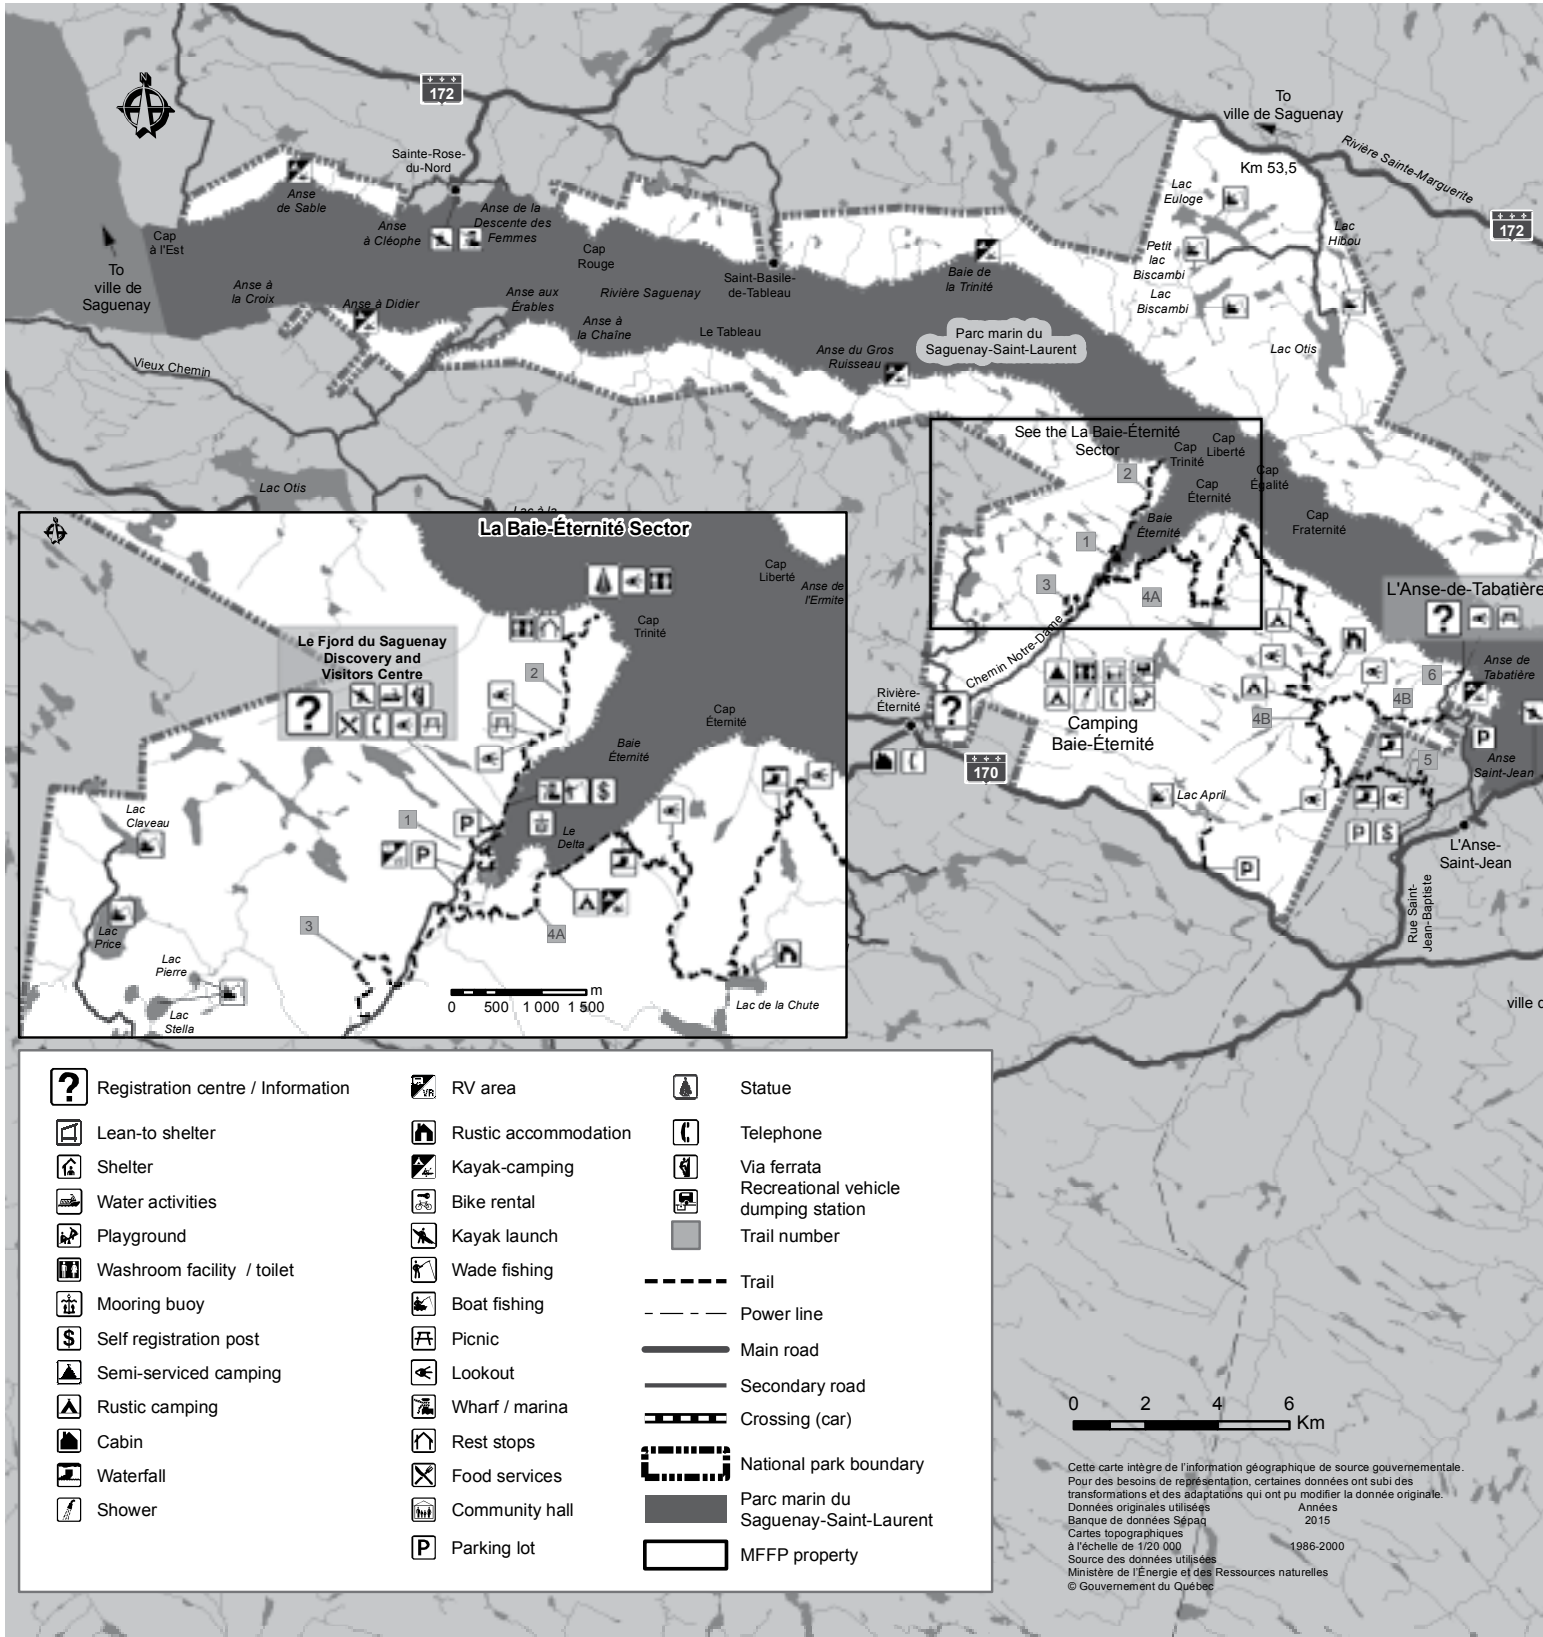 N
172
To
ville de Saguenay
Rivière Sainte-Marguerite
Km 53,5
172
Sainte-Rose-
du-Nord
Lac
Euloge
Anse
de Sable
Anse
à Cléophe
Anse de la
Descente des
Femmes
Lac
Hibou
Cap
à l'Est
Cap
Rouge
Petit
lac
Biscambi
To
ville de
Saguenay
Anse à
la Croix
Anse à Didier
Anse aux
Érables
Rivière Saguenay
Saint-Basile-
de-Tableau
Baie de
la Trinité
Lac
Biscambi
Anse à
la Chaîne
Le Tableau
Parc marin du
Saguenay-Saint-Laurent
Anse du Gros
Ruisseau
Lac Otis
Vieux Chemin
See the La Baie-Éternité
Sector
Cap
Trinité
Cap
Liberté
Cap
Égalité
2
Cap
Éternité
Lac Otis
Baie
Éternité
Cap
Fraternité
1
3
4A
L'Anse-de-Tabatière
?
Chemin Notre-Dame
Anse de
Tabatière
6
4B
4B
Rivière-
Éternité
?
Camping
Baie-Éternité
P
Anse
Saint-Jean
5
170
Lac April
P $
L'Anse-
Saint-Jean
P
Rue Saint-
Jean-Baptiste
ville d
Lac à la
La Baie-Éternité Sector
Cap
Liberté
Anse de
l'Ermite
Cap
Trinité
Le Fjord du Saguenay
Discovery and
Visitors Centre
?
2
Cap
Éternité
Baie
Éternité
Lac
Claveau
1
P
$
Le
Delta
P
3
4A
Lac
Price
Lac
Pierre
Lac
Stella
m
0 500 1 000 1 500
Lac de la Chute
? Registration centre / Information
Lean-to shelter
Shelter
Water activities
Playground
Washroom facility / toilet
Mooring buoy
$ Self registration post
Semi-serviced camping
Rustic camping
Cabin
Waterfall
Shower
VR RV area
Rustic accommodation
Kayak-camping
Bike rental
Kayak launch
Wade fishing
Boat fishing
Picnic
Lookout
Wharf / marina
Rest stops
Food services
Community hall
P Parking lot
Statue
Telephone
Via ferrata
Recreational vehicle
dumping station
Trail number
Trail
Power line
Main road
Secondary road
Crossing (car)
National park boundary
Parc marin du
Saguenay-Saint-Laurent
MFFP property
0 2 4 6
Km
Cette carte intègre de l'information géographique de source gouvernementale.
Pour des besoins de représentation, certaines données ont subi des
transformations et des adaptations qui ont pu modifier la donnée originale.
Données originales utilisées Années
Banque de données Sépaq 2015
Cartes topographiques
à l'échelle de 1/20 000 1986-2000
Source des données utilisées
Ministère de l'Énergie et des Ressources naturelles
© Gouvernement du Québec